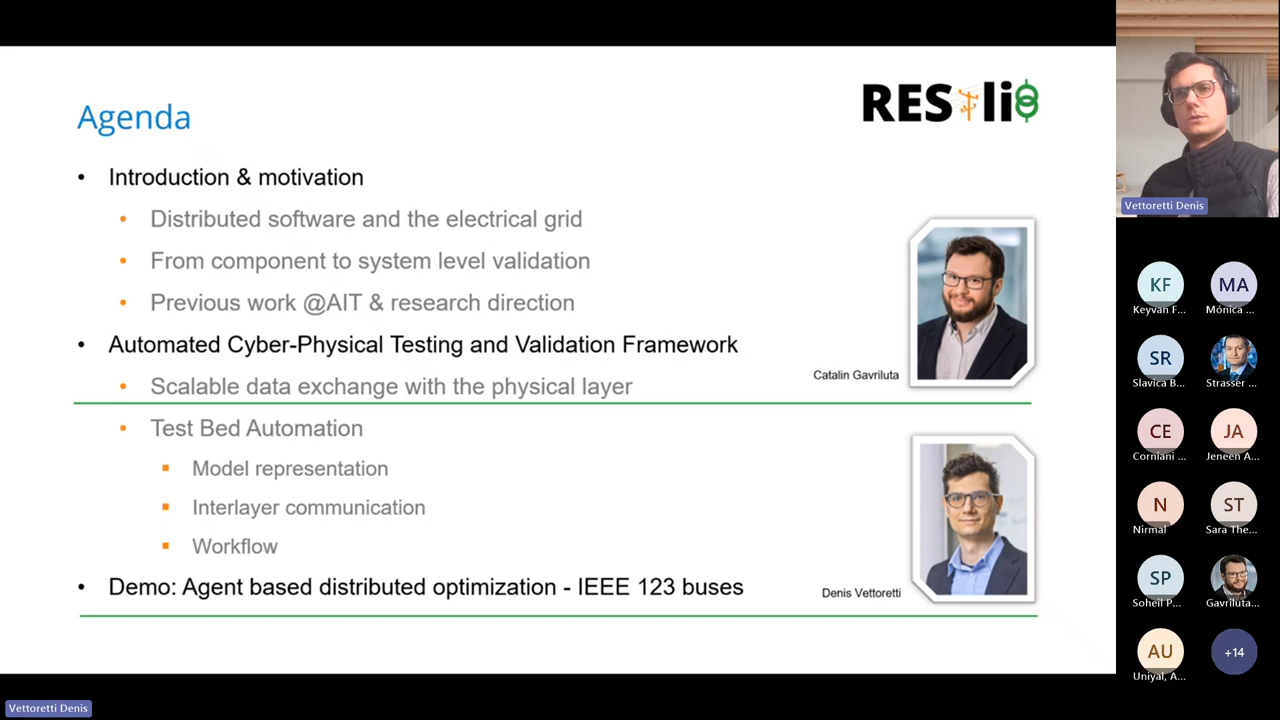 Agenda
RESili8
• Introduction & motivation
• Distributed software and the electrical grid
• From component to system level validation
• Previous work @AIT & research direction
• Automated Cyber-Physical Testing and Validation Framework
• Scalable data exchange with the physical layer
Catalin Gavriluta
• Test Bed Automation
▪ Model representation
▪ Interlayer communication
▪ Workflow
• Demo: Agent based distributed optimization - IEEE 123 buses
Denis Vettoretti
Vettoretti Denis
KF
MA
Keyvan F...
Mónica ...
SR
Slavica B...
Strasser ...
CE
JA
Corniani ...
Jeneen A...
N
ST
Nirmal
Sara The...
SP
Soheil P...
Gavriluta...
AU
+14
Uniyal, A...
Vettoretti Denis